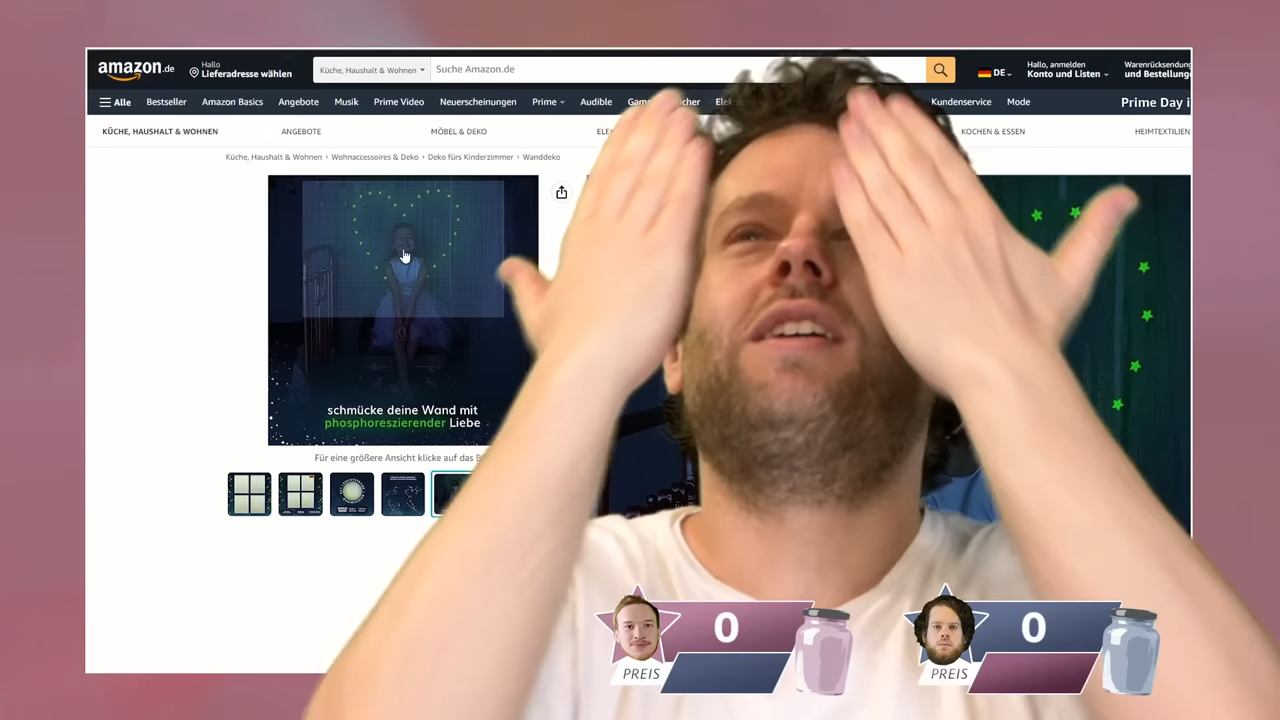 amazon.de
Hallo
Lieferadresse wählen
Küche, Haushalt & Wohnen
Suche Amazon.de
DE
Hallo, anmelden
Konto und Listen
Warenrücksendung
und Bestellung
Alle
Bestseller
Amazon Basics
Angebote
Musik
Prime Video
Neuerscheinungen
Prime
Audible
Kundenservice
Mode
Prime Day i
KÜCHE, HAUSHALT & WOHNEN
ANGEBOTE
MÖBEL & DEKO
KOCHEN & ESSEN
HEIMTEXTILIEN
Küche, Haushalt & Wohnen › Wohnaccessoires & Deko › Deko fürs Kinderzimmer › Wanddeko
schmücke deine Wand mit
phosphoreszierender Liebe
Für eine größere Ansicht klicke auf das
0
PREIS
0
PREIS